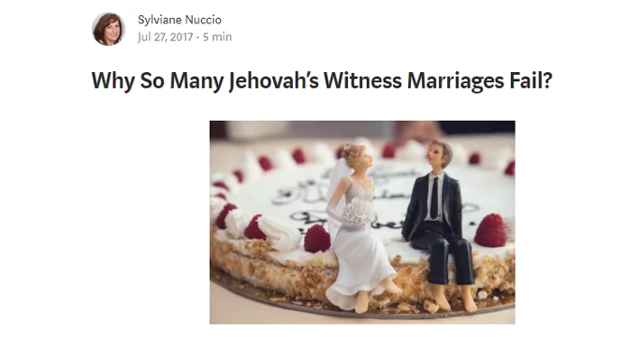 Sylviane Nuccio
Jul 27, 2017 · 5 min
Why So Many Jehovah's Witness Marriages Fail?